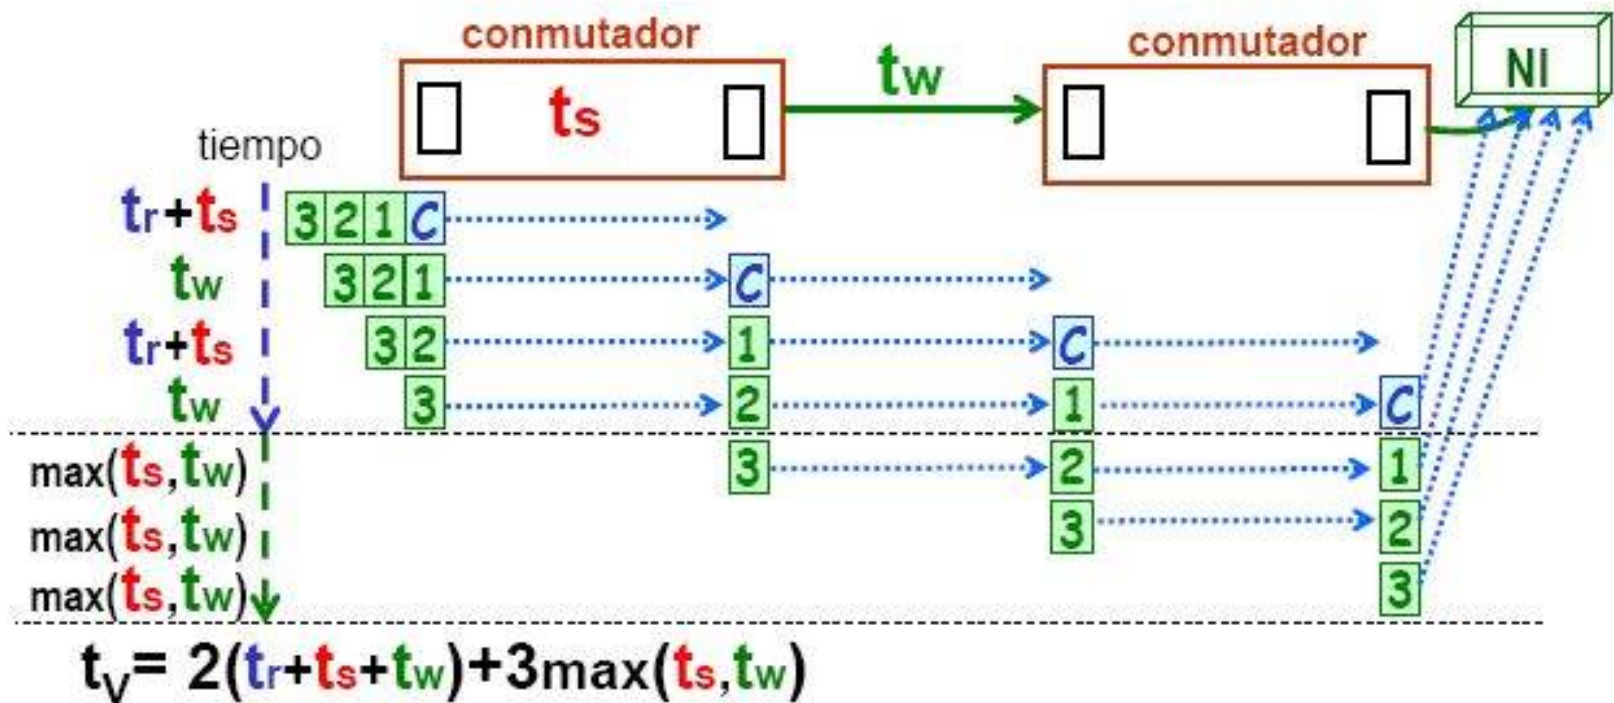 conmutador
conmutador
tw
NI
ts
tiempo
tr+ts 3 2 1 C
tw 3 2 1 C
tr+ts 3 2 1 C
tw 3 2 1 C
max(ts,tw) 3 2 1
max(ts,tw) 3 2
max(ts,tw) 3
tv= 2(tr+ts+tw)+3max(ts,tw)